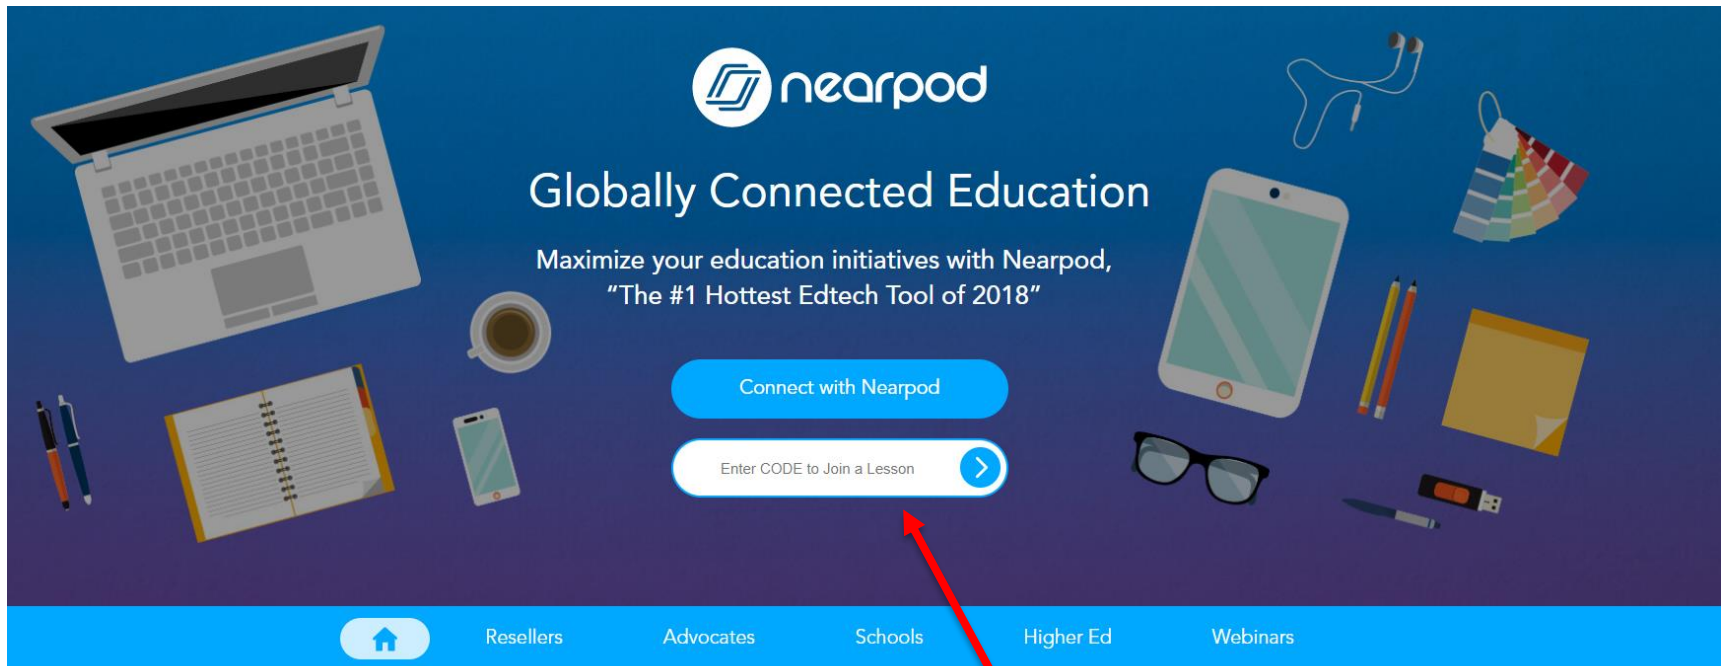 nearpod
Globally Connected Education
Maximize your education initiatives with Nearpod,
“The #1 Hottest Edtech Tool of 2018”
Connect with Nearpod
Enter CODE to Join a Lesson
Resellers Advocates Schools Higher Ed Webinars